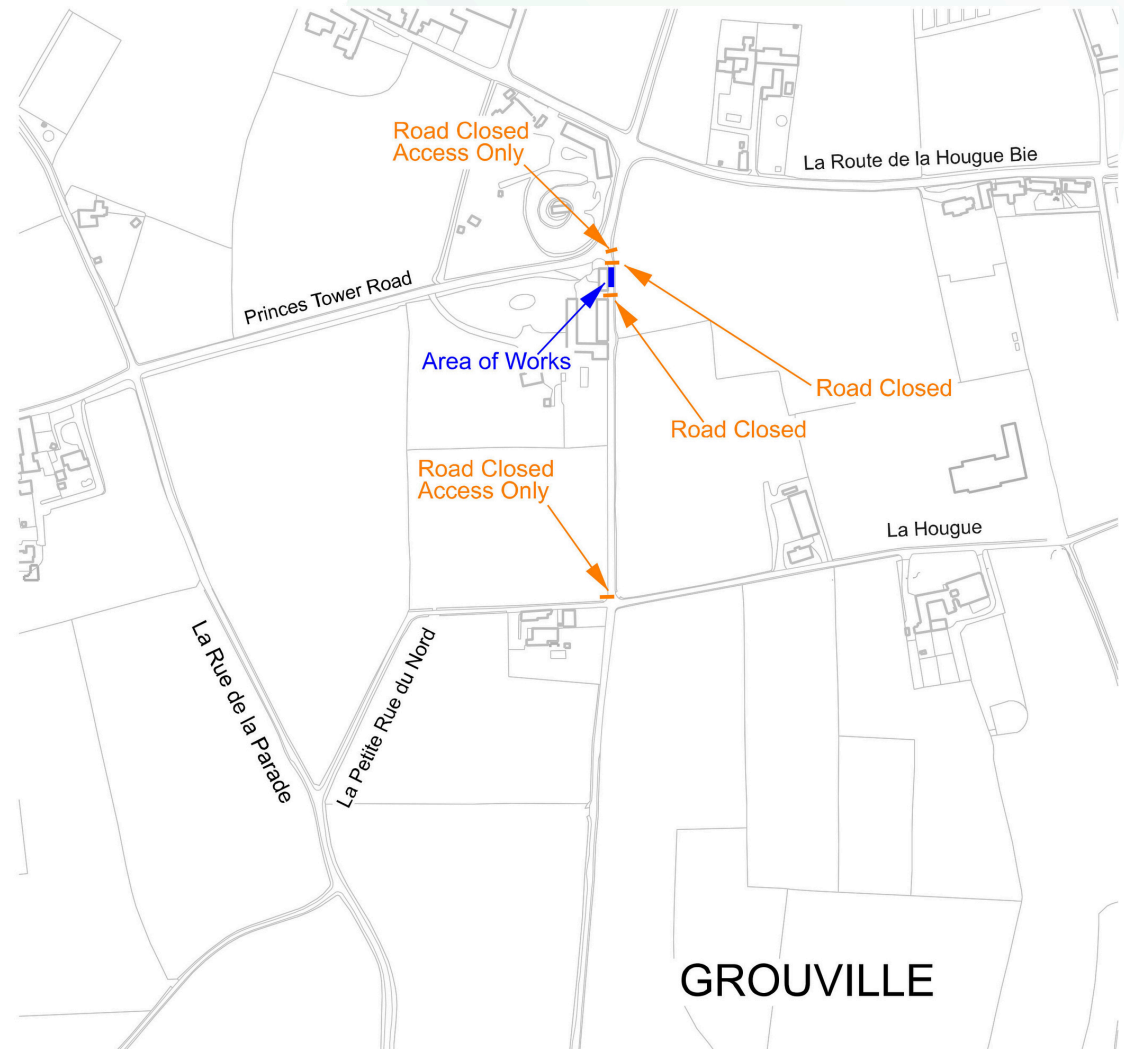 Road Closed
Access Only
La Route de la Hougue Bie
Princes Tower Road
Area of Works
Road Closed
Road Closed
Road Closed
Access Only
La Hougue
La Rue de la Parade
La Petite Rue du Nord
GROUVILLE